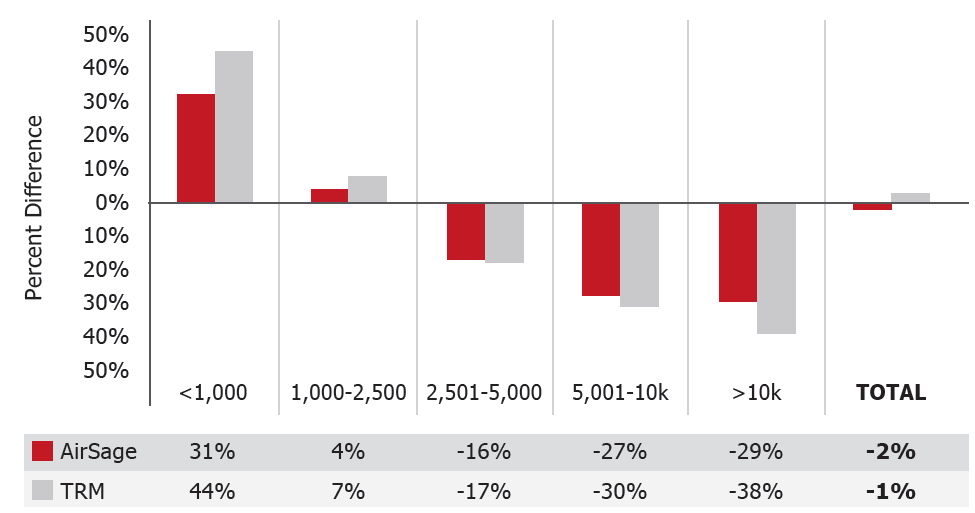 Percent Difference
50%
40%
30%
20%
10%
0%
10%
20%
30%
40%
50%
<1,000 1,000-2,500 2,501-5,000 5,001-10k >10k TOTAL
AirSage 31% 4% -16% -27% -29% -2%
TRM 44% 7% -17% -30% -38% -1%